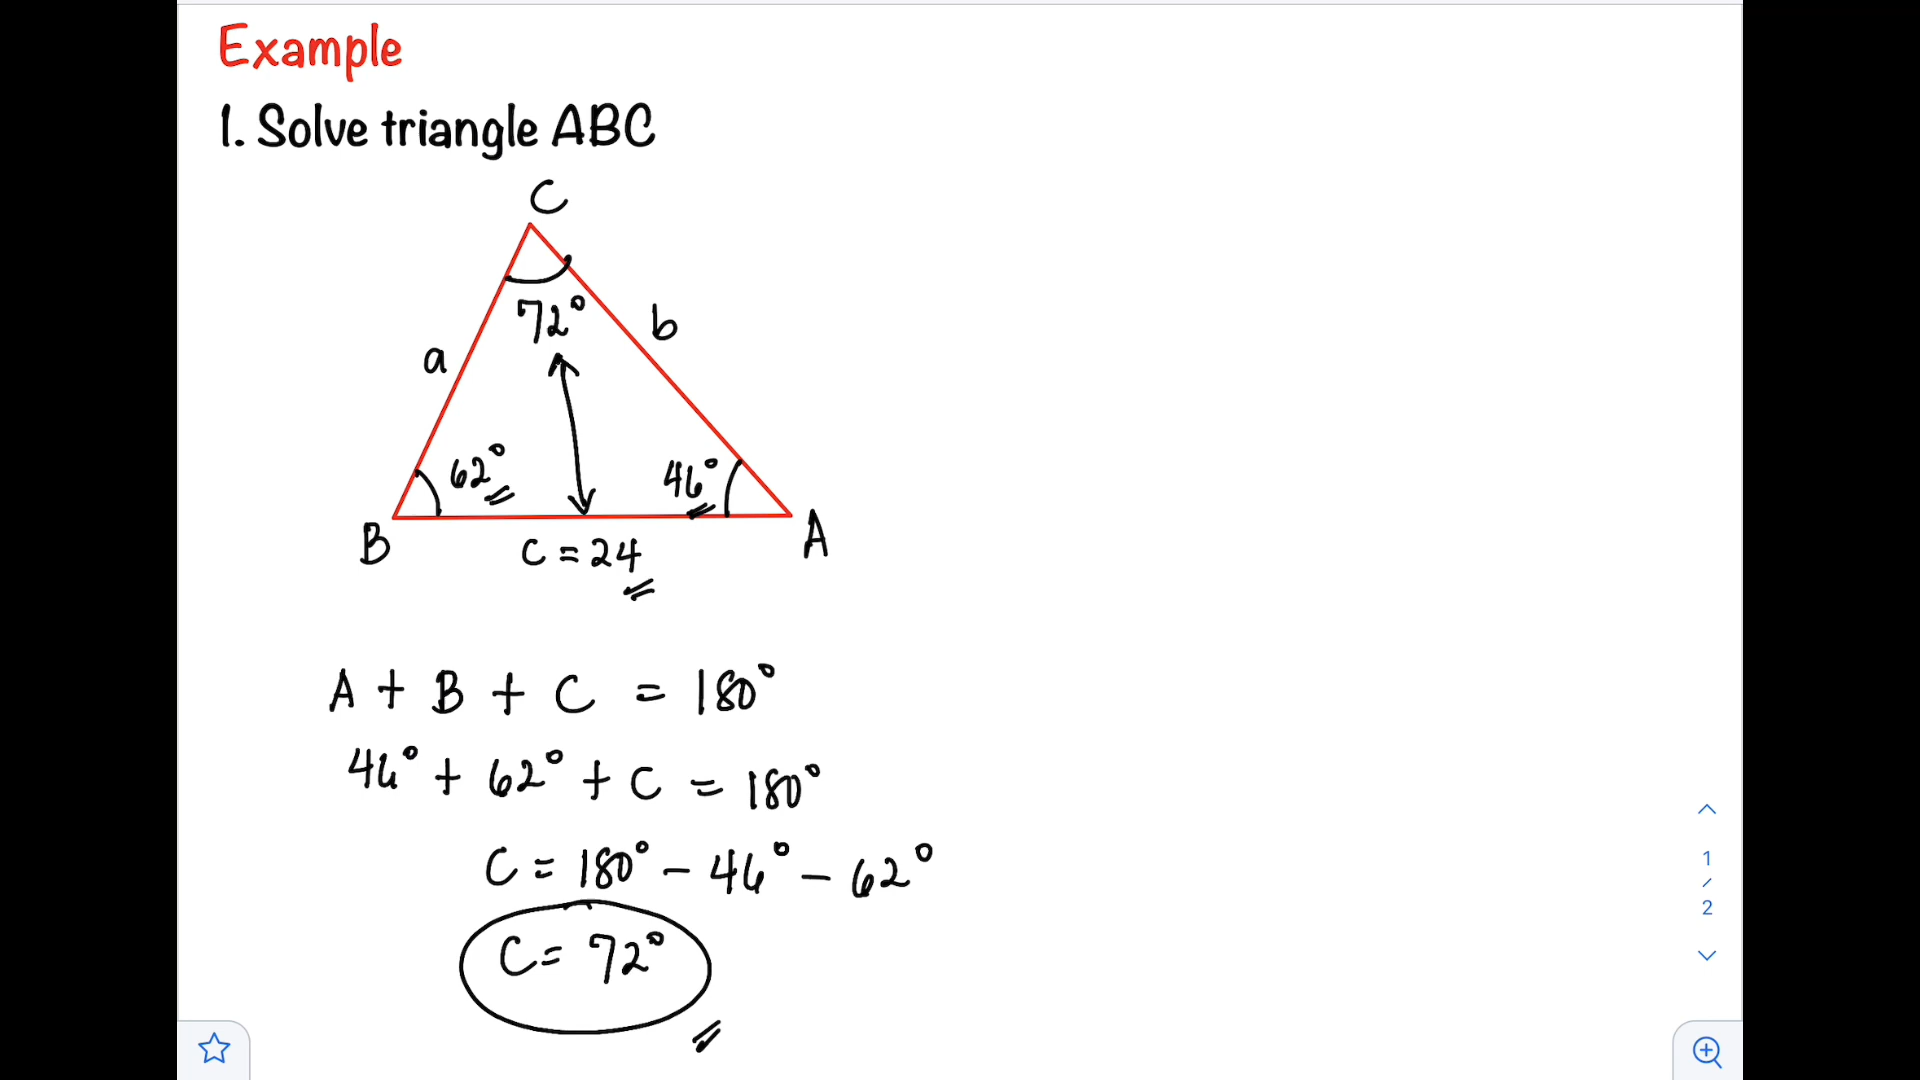 Example
1. Solve triangle ABC
C
72°
b
a
62°
46°
B
A
c = 24
A + B + C = 180°
46° + 62° + C = 180°
C = 180° - 46° - 62°
C = 72°
1
/
2